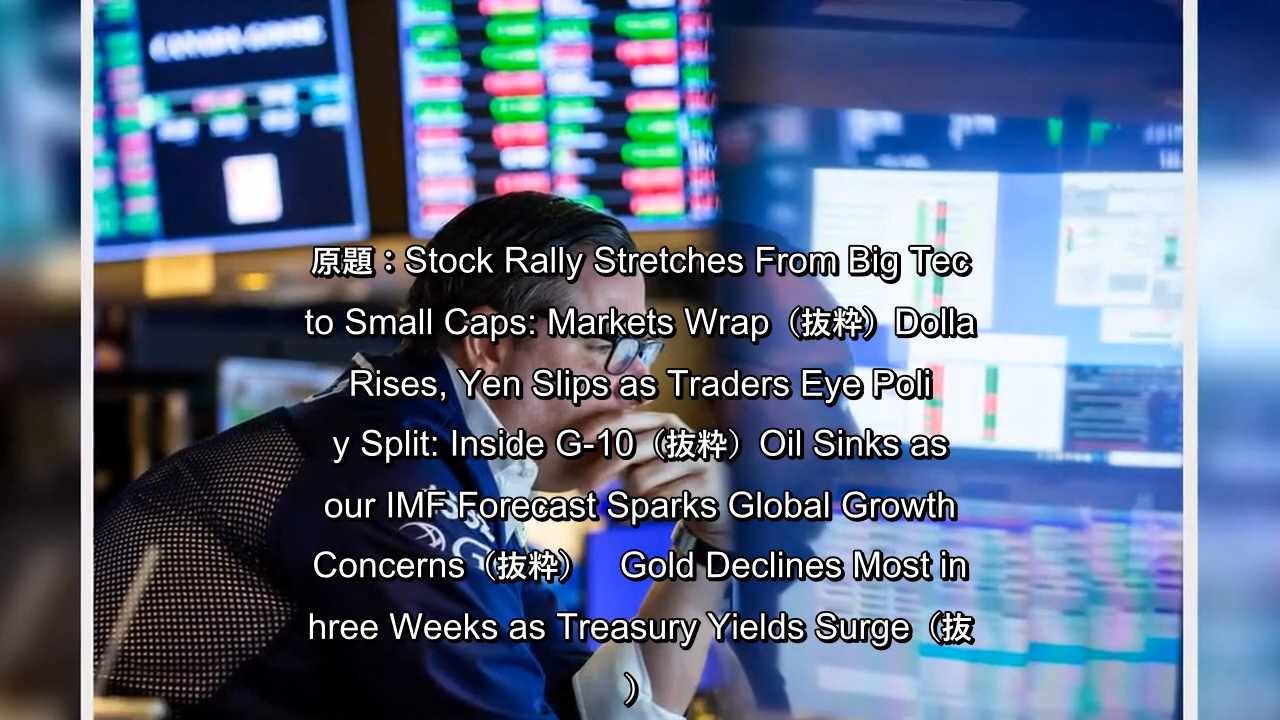 原題：Stock Rally Stretches From Big Tec
to Small Caps: Markets Wrap（抜粋）Dolla
Rises, Yen Slips as Traders Eye Poli
y Split: Inside G-10（抜粋）Oil Sinks as
our IMF Forecast Sparks Global Growth
Concerns（抜粋）　Gold Declines Most in
hree Weeks as Treasury Yields Surge（抜
）